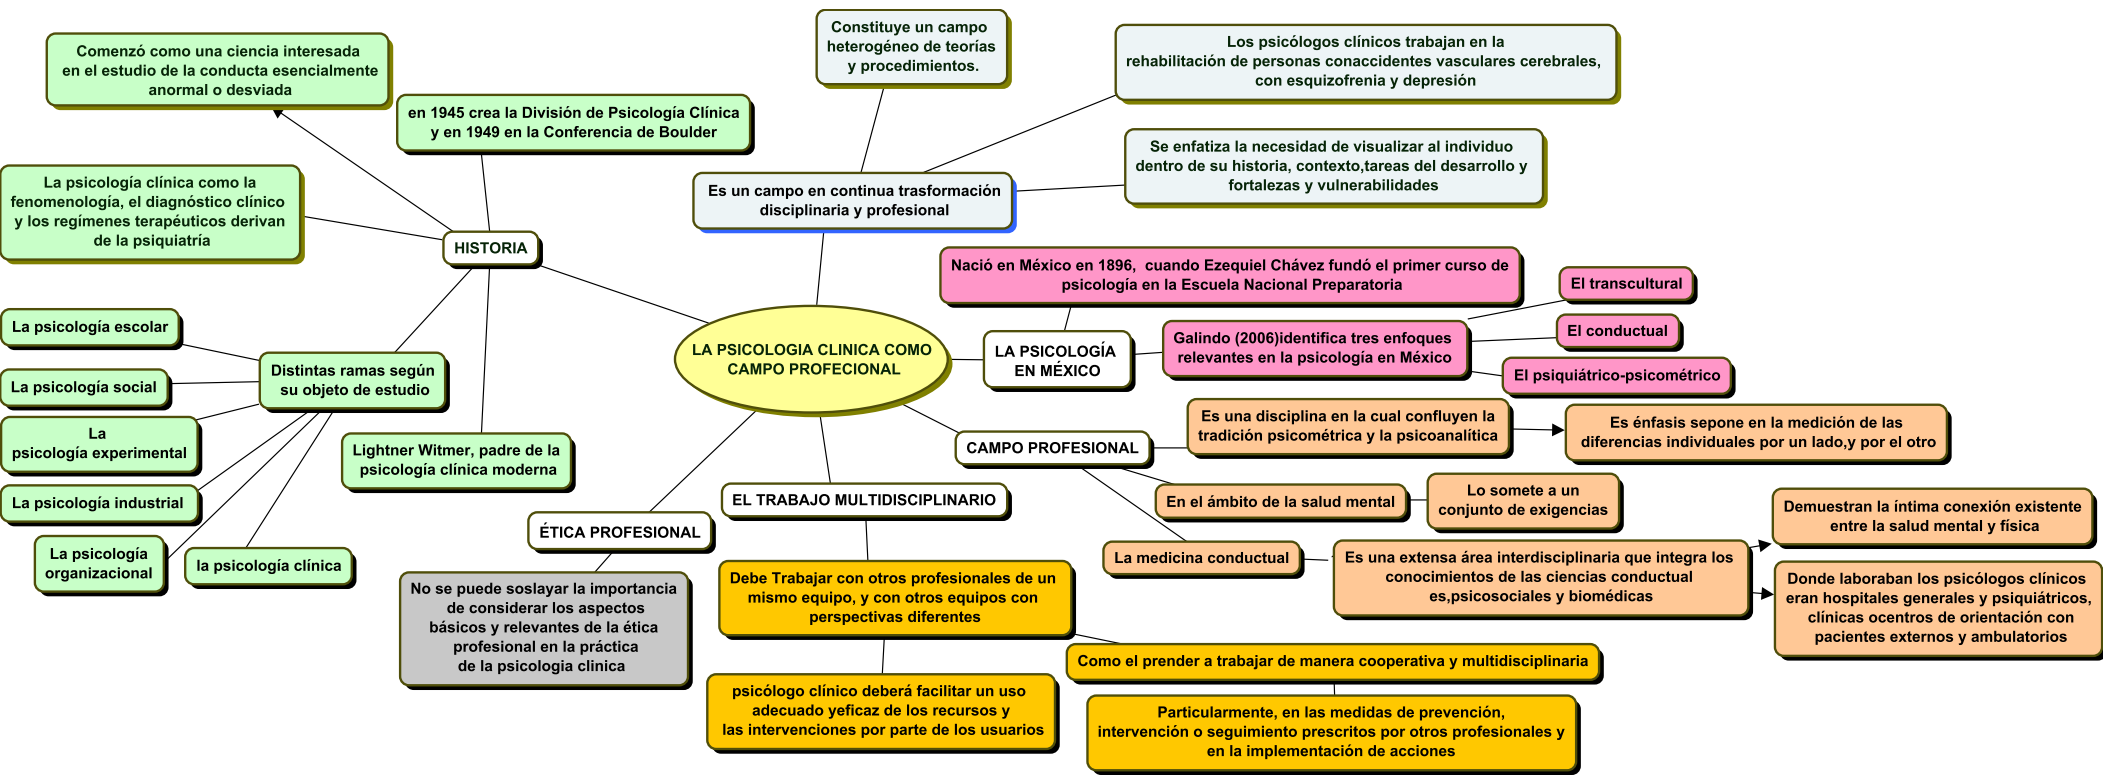 Comenzó como una ciencia interesada
en el estudio de la conducta esencialmente
anormal o desviada
en 1945 crea la División de Psicología Clínica
y en 1949 en la Conferencia de Boulder
La psicología clínica como la
fenomenología, el diagnóstico clínico
y los regímenes terapéuticos derivan
de la psiquiatría
HISTORIA
La psicología escolar
La psicología social
La
psicología experimental
La psicología industrial
La psicología
organizacional
la psicología clínica
Distintas ramas según
su objeto de estudio
Lightner Witmer, padre de la
psicología clínica moderna
Constituye un campo
heterogéneo de teorías
y procedimientos.
Los psicólogos clínicos trabajan en la
rehabilitación de personas conaccidentes vasculares cerebrales,
con esquizofrenia y depresión
Se enfatiza la necesidad de visualizar al individuo
dentro de su historia, contexto,tareas del desarrollo y
fortalezas y vulnerabilidades
Es un campo en continua trasformación
disciplinaria y profesional
LA PSICOLOGIA CLINICA COMO
CAMPO PROFECIONAL
Nació en México en 1896,  cuando Ezequiel Chávez fundó el primer curso de
psicología en la Escuela Nacional Preparatoria
LA PSICOLOGÍA
EN MÉXICO
Galindo (2006)identifica tres enfoques
relevantes en la psicología en México
El transcultural
El conductual
El psiquiátrico-psicométrico
CAMPO PROFESIONAL
Es una disciplina en la cual confluyen la
tradición psicométrica y la psicoanalítica
Es énfasis sepone en la medición de las
diferencias individuales por un lado,y por el otro
En el ámbito de la salud mental
Lo somete a un
conjunto de exigencias
La medicina conductual
Es una extensa área interdisciplinaria que integra los
conocimientos de las ciencias conductual
es,psicosociales y biomédicas
Demuestran la íntima conexión existente
entre la salud mental y física
Donde laboraban los psicólogos clínicos
eran hospitales generales y psiquiátricos,
clínicas ocentros de orientación con
pacientes externos y ambulatorios
EL TRABAJO MULTIDISCIPLINARIO
Debe Trabajar con otros profesionales de un
mismo equipo, y con otros equipos con
perspectivas diferentes
psicólogo clínico deberá facilitar un uso
adecuado yeficaz de los recursos y
las intervenciones por parte de los usuarios
Como el prender a trabajar de manera cooperativa y multidisciplinaria
Particularmente, en las medidas de prevención,
intervención o seguimiento prescritos por otros profesionales y
en la implementación de acciones
ÉTICA PROFESIONAL
No se puede soslayar la importancia
de considerar los aspectos
básicos y relevantes de la ética
profesional en la práctica
de la psicologia clinica